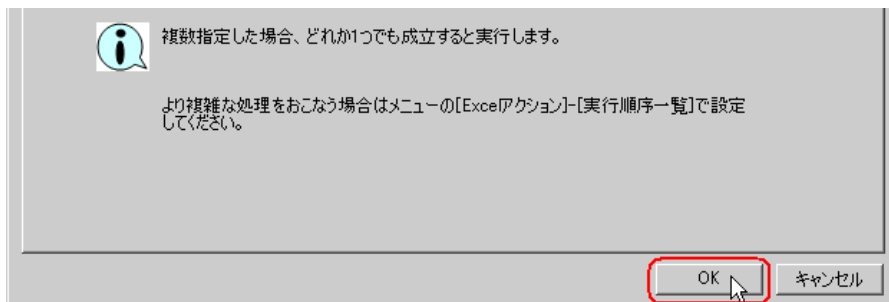 複数指定した場合、どれか1つでも成立すると実行します。
より複雑な処理をおこなう場合はメニューの[Excelアクション]-[実行順序一覧]で設定
してください。
OK
キャンセル